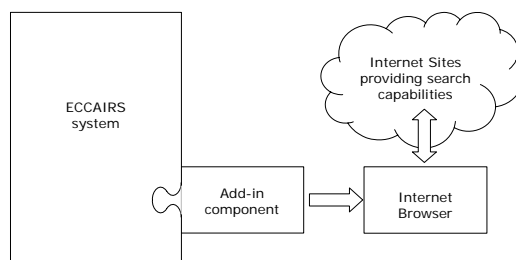 ECCAIRS
system
Internet Sites
providing search
capabilities
Add-in
component
Internet
Browser